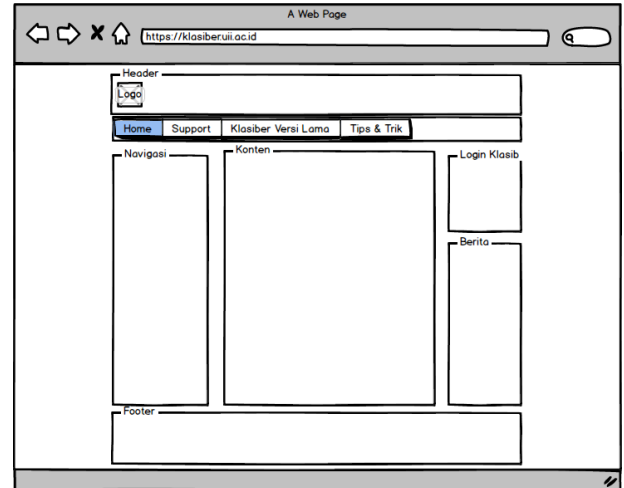 A Web Page
https://klasiber.uii.ac.id
Header
Logo
Home Support Klasiber Versi Lama Tips & Trik
Navigasi
Konten
Login Klasib
Berita
Footer